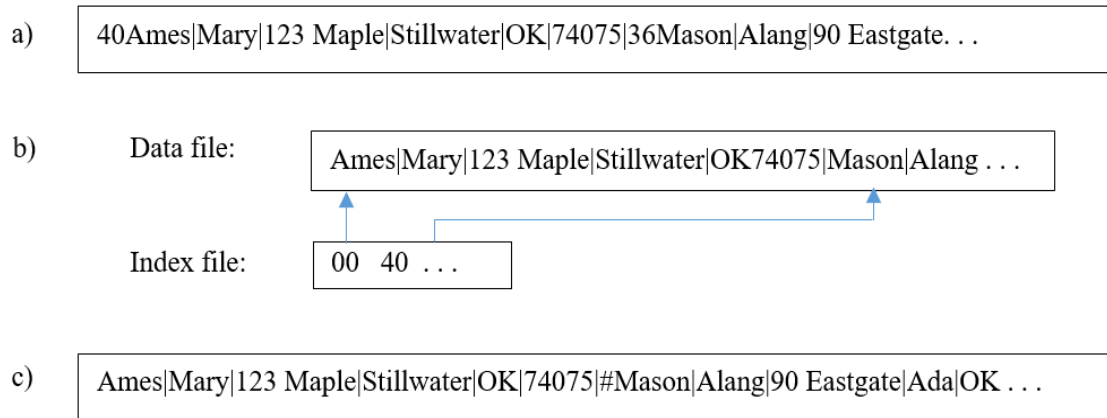 a) 40Ames|Mary|123 Maple|Stillwater|OK|74075|36Mason|Alang|90 Eastgate. . .
b) Data file: Ames|Mary|123 Maple|Stillwater|OK74075|Mason|Alang . . .
Index file: 00 40 . . .
c) Ames|Mary|123 Maple|Stillwater|OK|74075|#Mason|Alang|90 Eastgate|Ada|OK . . .